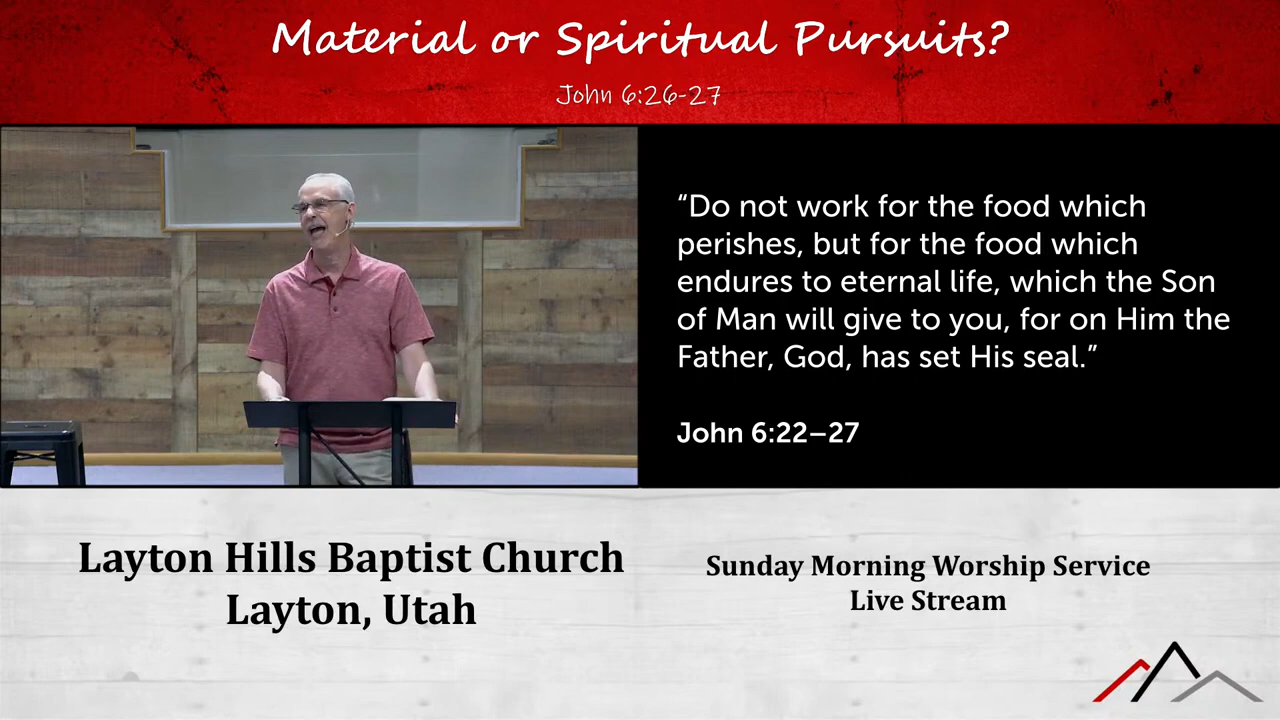 Material or Spiritual Pursuits?
John 6:26-27
“Do not work for the food which
perishes, but for the food which
endures to eternal life, which the Son
of Man will give to you, for on Him the
Father, God, has set His seal.”
John 6:22–27
Layton Hills Baptist Church
Layton, Utah
Sunday Morning Worship Service
Live Stream